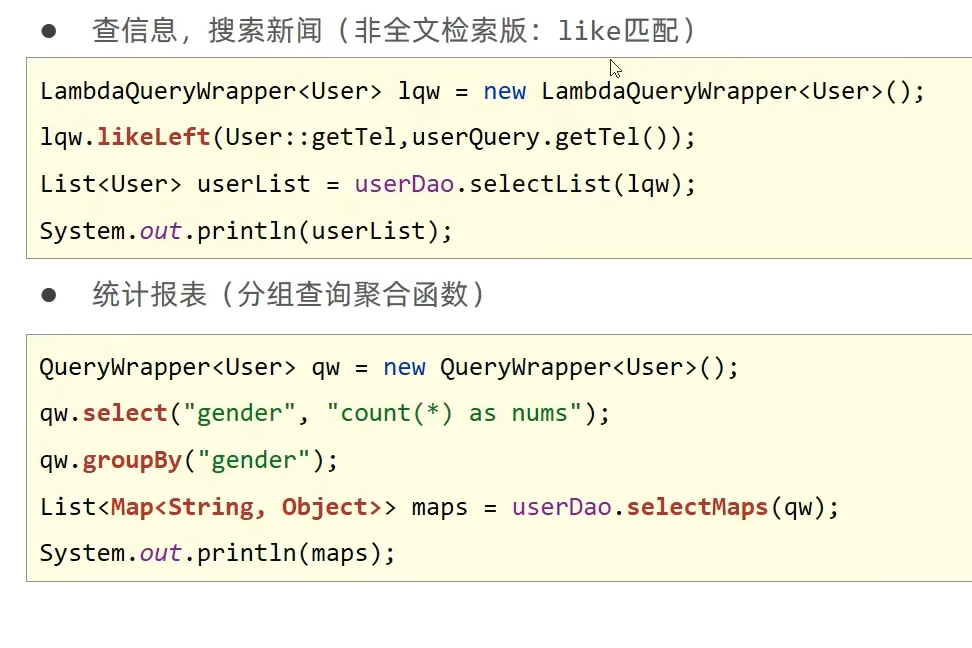 ● 查信息，搜索新闻（非全文检索版：like匹配）
LambdaQueryWrapper<User> lqw = new LambdaQueryWrapper<User>();
lqw.likeLeft(User::getTel,userQuery.getTel());
List<User> userList = userDao.selectList(lqw);
System.out.println(userList);
● 统计报表（分组查询聚合函数）
QueryWrapper<User> qw = new QueryWrapper<User>();
qw.select("gender", "count(*) as nums");
qw.groupBy("gender");
List<Map<String, Object>> maps = userDao.selectMaps(qw);
System.out.println(maps);